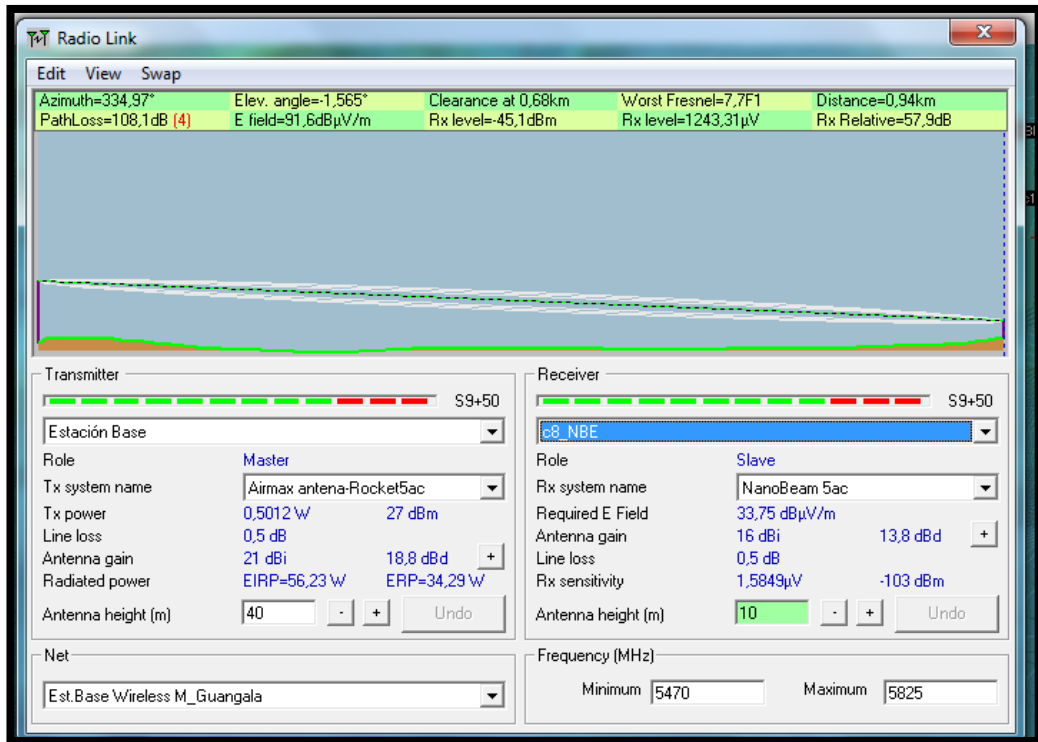 Radio Link
Edit View Swap
Azimuth=334,97° Elev. angle=-1,565° Clearance at 0,68km Worst Fresnel=7,7F1 Distance=0,94km
PathLoss=108,1dB (4) E field=91,6dBµV/m Rx level=-45,1dBm Rx level=1243,31µV Rx Relative=57,9dB
Transmitter
S9+50
Estación Base
Role Master
Tx system name Airmax antena-Rocket5ac
Tx power 0,5012 W 27 dBm
Line loss 0,5 dB
Antenna gain 21 dBi 18,8 dBd +
Radiated power EIRP=56,23 W ERP=34,29 W
Antenna height (m) 40 - + Undo
Net
Est.Base Wireless M_Guangala
Receiver
S9+50
c8_NBE
Role Slave
Rx system name NanoBeam 5ac
Required E Field 33,75 dBµV/m
Antenna gain 16 dBi 13,8 dBd +
Line loss 0,5 dB
Rx sensitivity 1,5849µV -103 dBm
Antenna height (m) 10 - + Undo
Frequency (MHz)
Minimum 5470 Maximum 5825